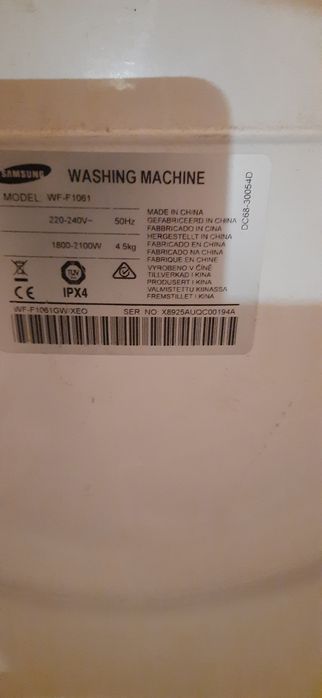 SAMSUNG WASHING MACHINE
MODEL: WF-F1061
220-240V~ 50Hz
1800-2100W 4.5kg
MADE IN CHINA
GEFABRICEERD IN CHINA
FABBRICATO IN CINA
HERGESTELLT IN CHINA
FABRICADO EN CHINA
FABRICADO NA CHINA
FABRIQUE EN CHINE
VYROBENO V ČÍNĚ
TILLVERKAD I KINA
PRODUSERT I KINA
VALMISTETTU KIINASSA
FREMSTILLET I KINA
TUV
CE IPX4
WF-F1061GW/XEO SER. NO. X8925AUQC00194A
DC68-30054D